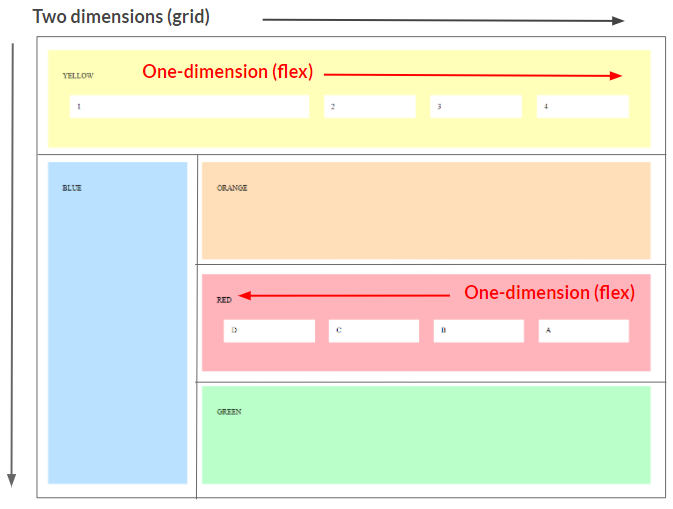 Two dimensions (grid)
YELLOW
One-dimension (flex)
1 2 3 4
BLUE
ORANGE
RED
One-dimension (flex)
D C B A
GREEN